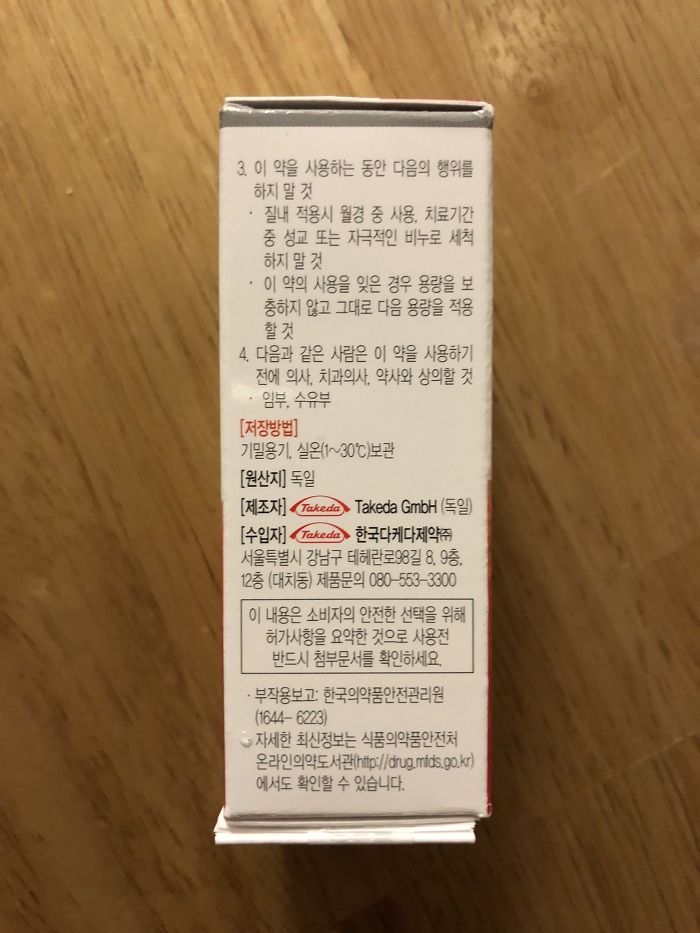 3. 이 약을 사용하는 동안 다음의 행위를
하지 말 것
· 질내 적용시 월경 중 사용, 치료기간
중 성교 또는 자극적인 비누로 세척
하지 말 것
· 이 약의 사용을 잊은 경우 용량을 보
충하지 않고 그대로 다음 용량을 적용
할 것
4. 다음과 같은 사람은 이 약을 사용하기
전에 의사, 치과의사, 약사와 상의할 것
· 임부, 수유부
[저장방법]
기밀용기, 실온(1~30℃)보관
[원산지] 독일
[제조자] Takeda Takeda GmbH (독일)
[수입자] Takeda 한국다케다제약㈜
서울특별시 강남구 테헤란로98길 8, 9층,
12층 (대치동) 제품문의 080-553-3300
이 내용은 소비자의 안전한 선택을 위해
허가사항을 요약한 것으로 사용전
반드시 첨부문서를 확인하세요.
· 부작용보고: 한국의약품안전관리원
(1644- 6223)
자세한 최신정보는 식품의약품안전처
온라인의약도서관(http://drug.mfds.go.kr)
에서도 확인할 수 있습니다.